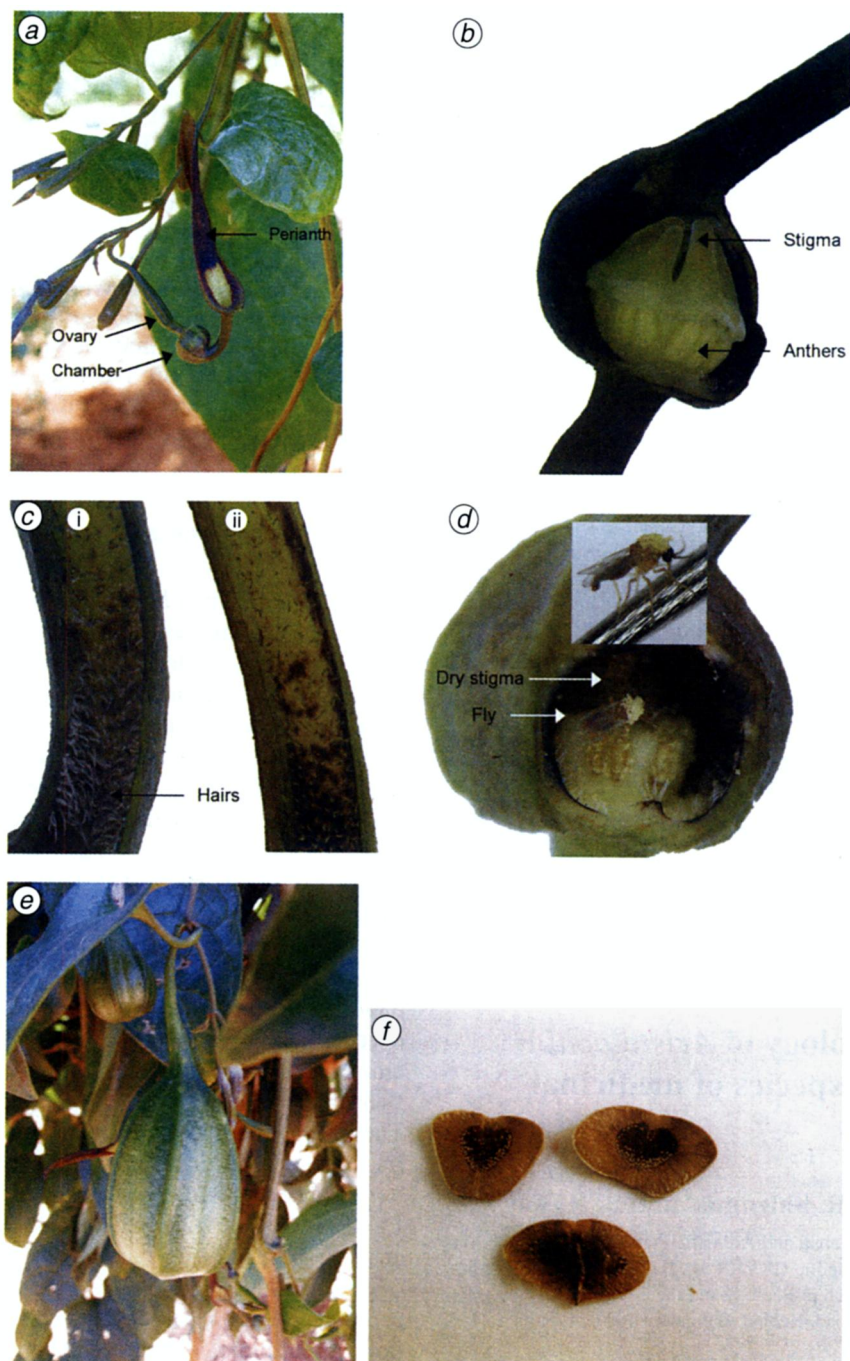 a
Perianth
Ovary
Chamber
b
Stigma
Anthers
c
i
ii
Hairs
d
Dry stigma
Fly
e
f